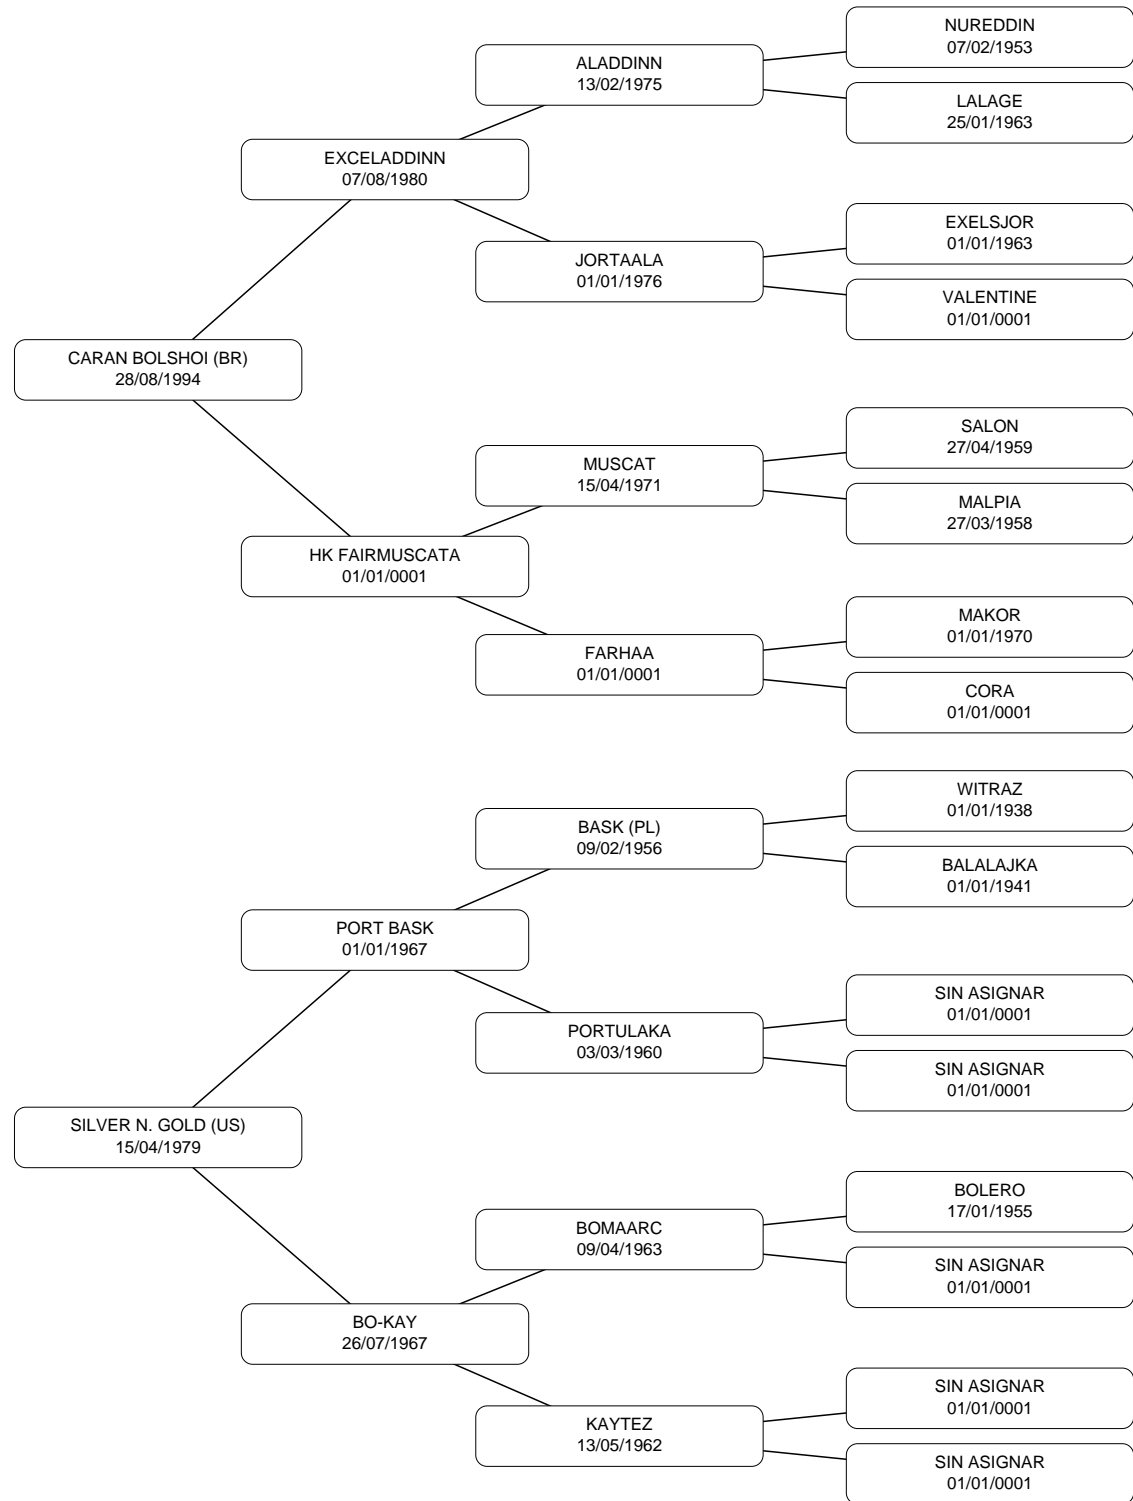 NUREDDIN
07/02/1953
ALADDINN
13/02/1975
LALAGE
25/01/1963
EXCELADDINN
07/08/1980
EXELSJOR
01/01/1963
JORTAALA
01/01/1976
VALENTINE
01/01/0001
CARAN BOLSHOI (BR)
28/08/1994
SALON
27/04/1959
MUSCAT
15/04/1971
MALPIA
27/03/1958
HK FAIRMUSCATA
01/01/0001
MAKOR
01/01/1970
FARHAA
01/01/0001
CORA
01/01/0001
WITRAZ
01/01/1938
BASK (PL)
09/02/1956
BALALAJKA
01/01/1941
PORT BASK
01/01/1967
SIN ASIGNAR
01/01/0001
PORTULAKA
03/03/1960
SIN ASIGNAR
01/01/0001
SILVER N. GOLD (US)
15/04/1979
BOLERO
17/01/1955
BOMAARC
09/04/1963
SIN ASIGNAR
01/01/0001
BO-KAY
26/07/1967
SIN ASIGNAR
01/01/0001
KAYTEZ
13/05/1962
SIN ASIGNAR
01/01/0001